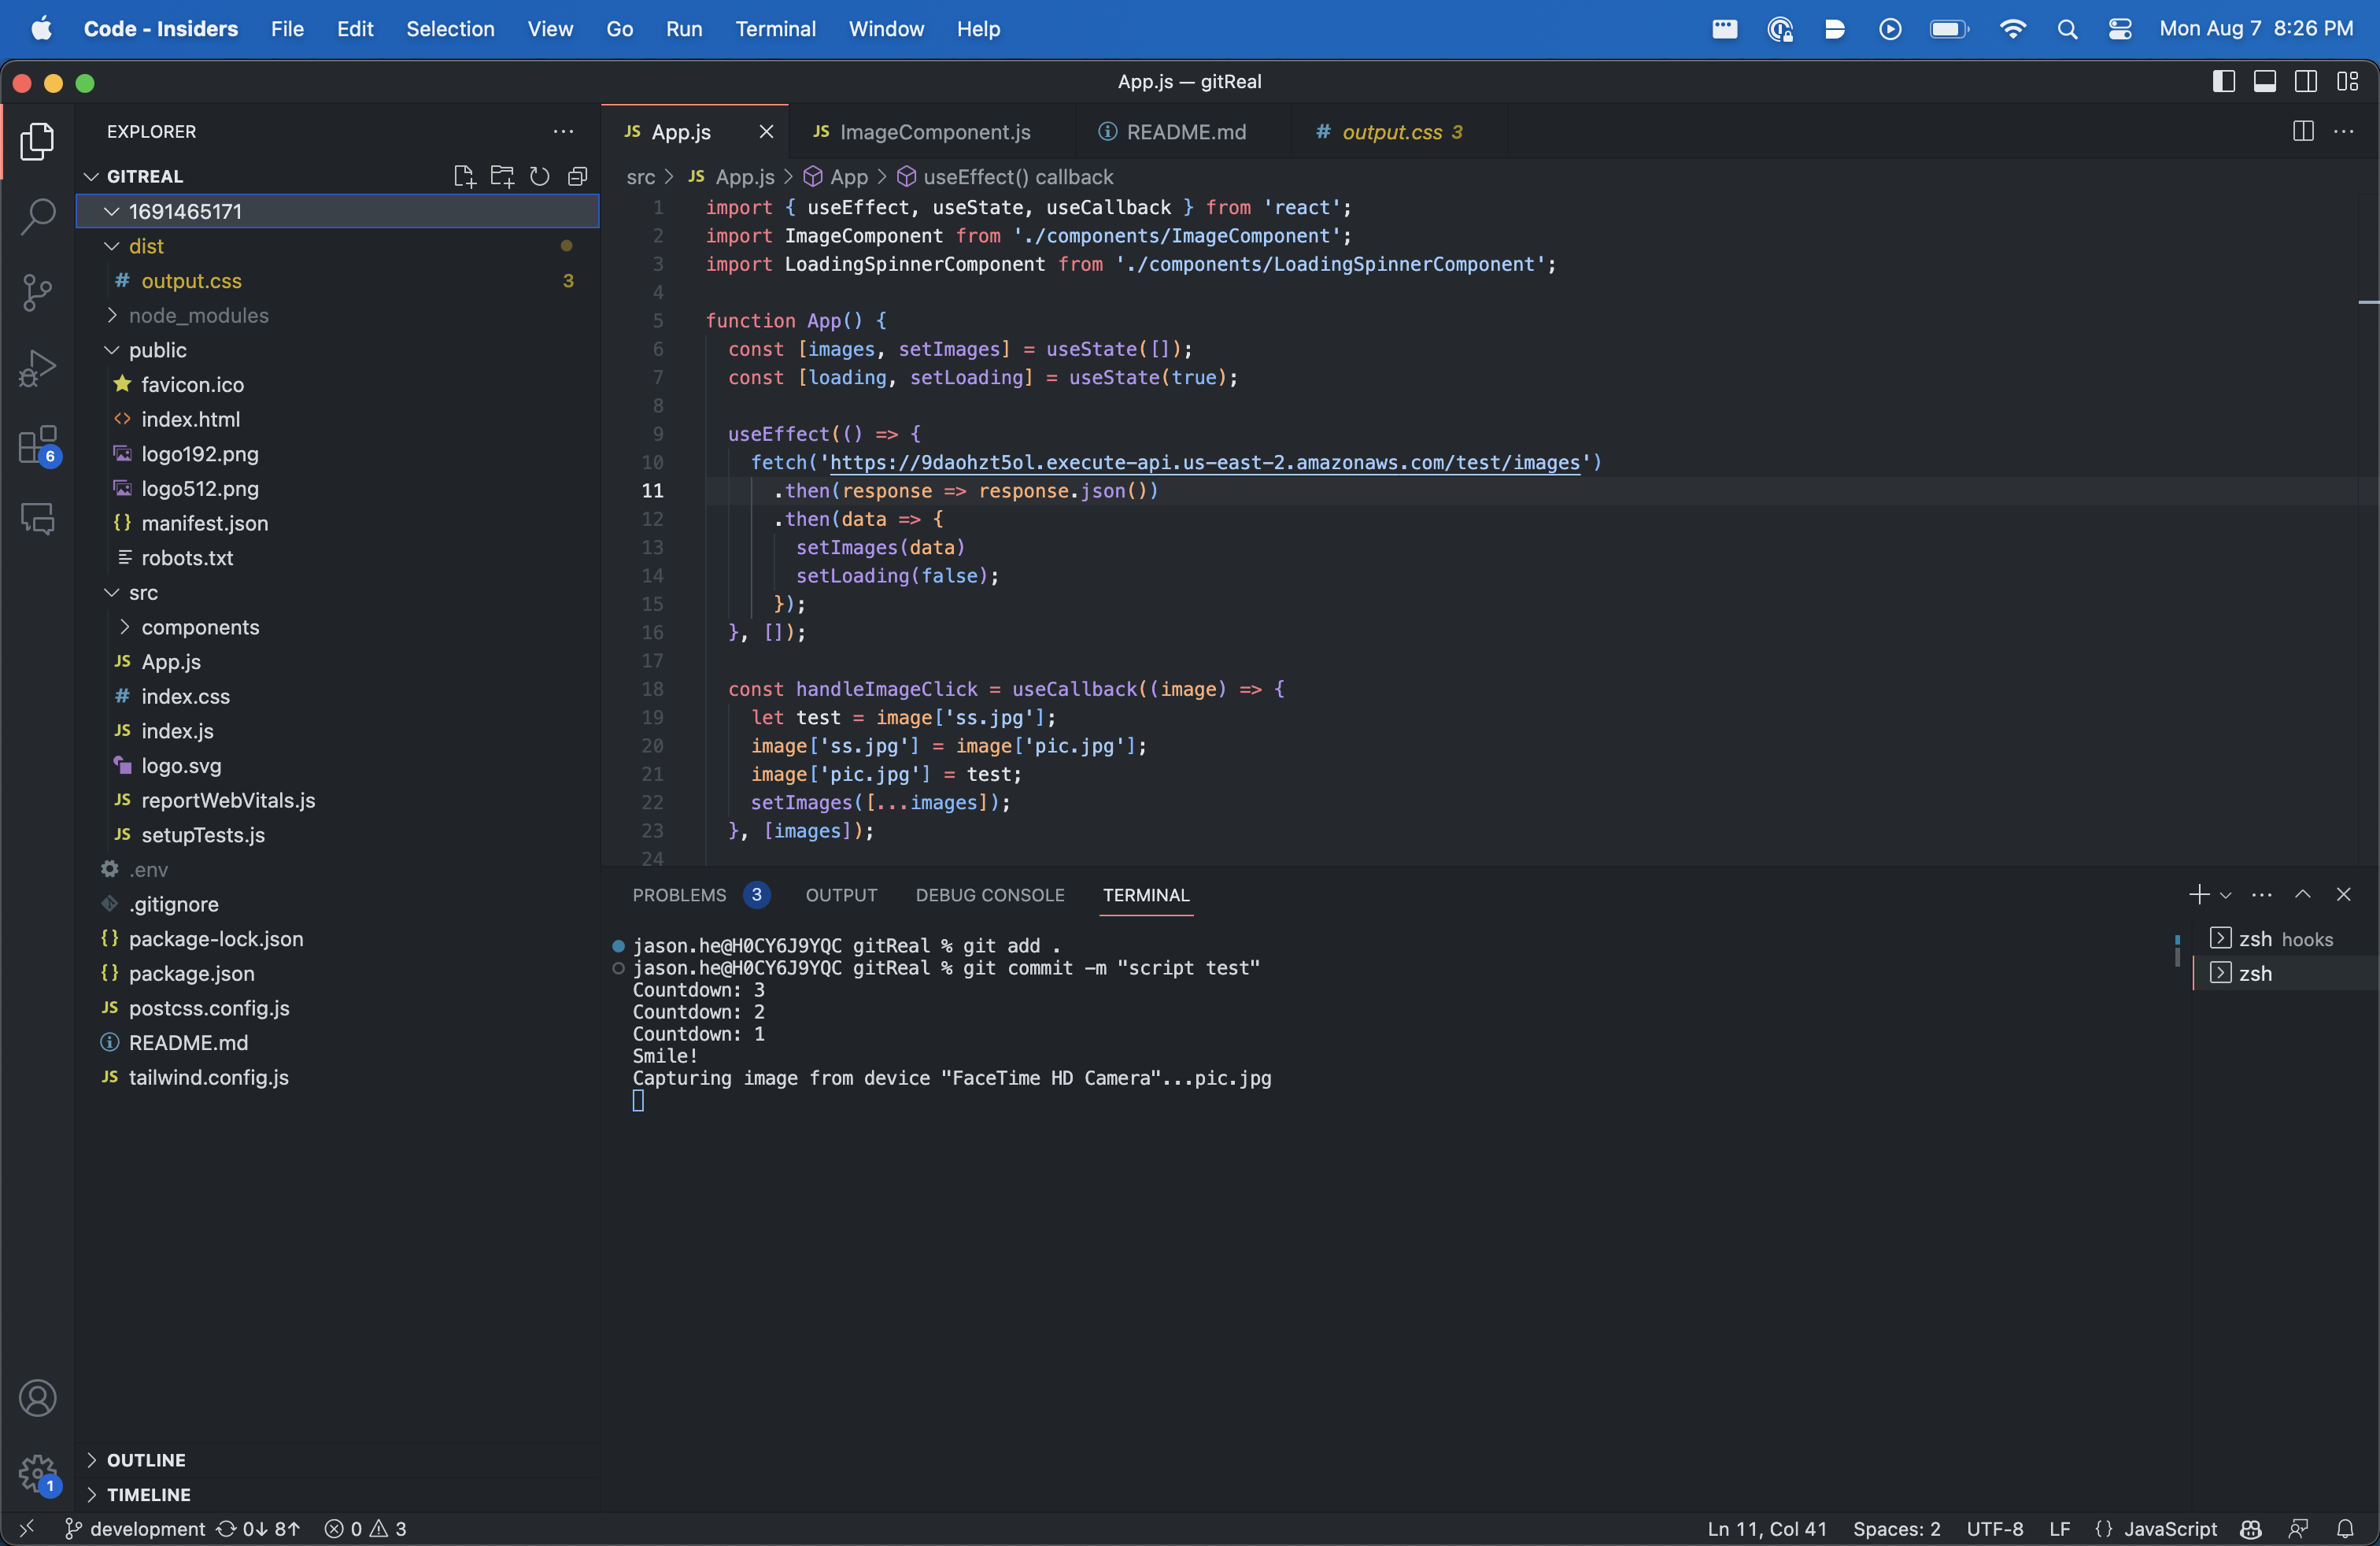 Code - Insiders File Edit Selection View Go Run Terminal Window Help Mon Aug 7 8:26 PM
App.js — gitReal
EXPLORER
GITREAL
1691465171
dist
# output.css 3
node_modules
public
favicon.ico
index.html
logo192.png
logo512.png
{} manifest.json
robots.txt
src
components
JS App.js
# index.css
JS index.js
logo.svg
JS reportWebVitals.js
JS setupTests.js
.env
.gitignore
{} package-lock.json
{} package.json
JS postcss.config.js
README.md
JS tailwind.config.js
OUTLINE
TIMELINE
6
1
JS App.js JS ImageComponent.js README.md # output.css 3
src > JS App.js > App > useEffect() callback
1 import { useEffect, useState, useCallback } from 'react';
2 import ImageComponent from './components/ImageComponent';
3 import LoadingSpinnerComponent from './components/LoadingSpinnerComponent';
4
5 function App() {
6 const [images, setImages] = useState([]);
7 const [loading, setLoading] = useState(true);
8
9 useEffect(() => {
10 fetch('https://9daohzt5ol.execute-api.us-east-2.amazonaws.com/test/images')
11 .then(response => response.json())
12 .then(data => {
13 setImages(data)
14 setLoading(false);
15 });
16 }, []);
17
18 const handleImageClick = useCallback((image) => {
19 let test = image['ss.jpg'];
20 image['ss.jpg'] = image['pic.jpg'];
21 image['pic.jpg'] = test;
22 setImages([...images]);
23 }, [images]);
24
PROBLEMS 3 OUTPUT DEBUG CONSOLE TERMINAL
jason.he@H0CY6J9YQC gitReal % git add .
jason.he@H0CY6J9YQC gitReal % git commit -m "script test"
Countdown: 3
Countdown: 2
Countdown: 1
Smile!
Capturing image from device "FaceTime HD Camera"...pic.jpg
zsh hooks
zsh
development 0↓ 8↑ 0 3 Ln 11, Col 41 Spaces: 2 UTF-8 LF {} JavaScript